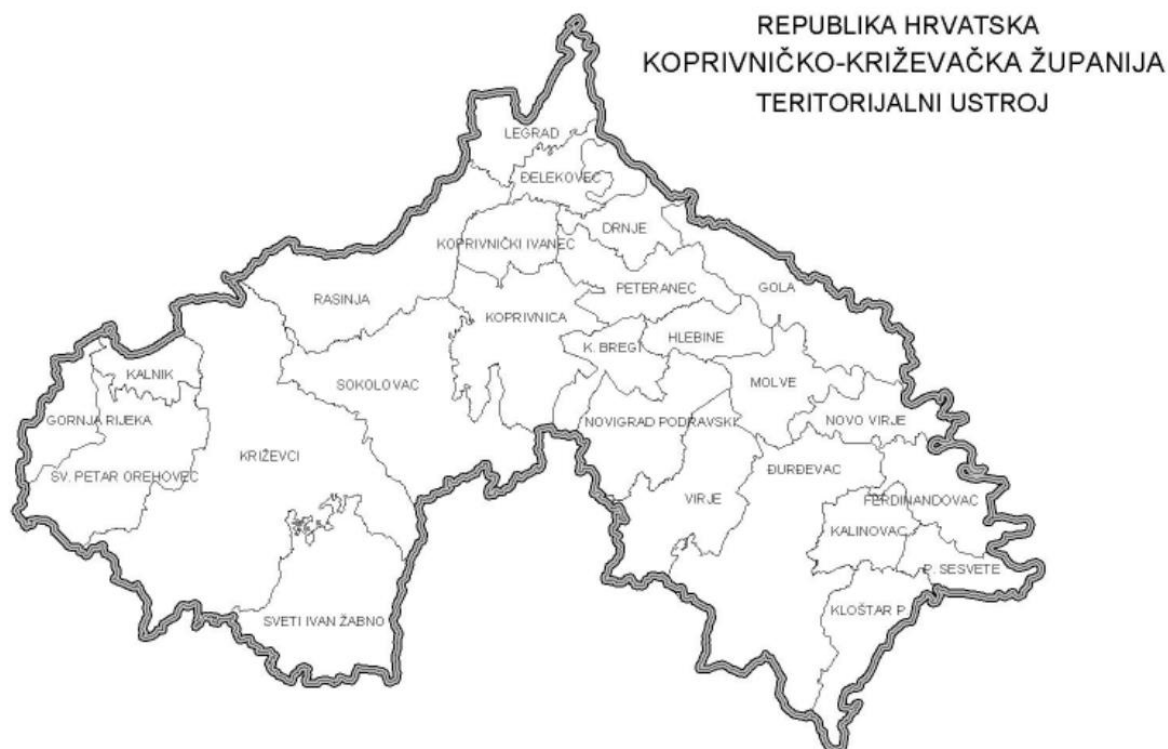 REPUBLIKA HRVATSKA
KOPRIVNIČKO-KRIŽEVAČKA ŽUPANIJA
TERITORIJALNI USTROJ
LEGRAD
ĐELEKOVEC
DRNJE
KOPRIVNIČKI IVANEC
PETERANEC
GOLA
RASINJA
KOPRIVNICA
HLEBINE
K. BREGI
KALNIK
SOKOLOVAC
MOLVE
GORNJA RIJEKA
NOVIGRAD PODRAVSKI
NOVO VIRJE
KRIŽEVCI
SV. PETAR OREHOVEC
ĐURĐEVAC
VIRJE
FERDINANDOVAC
KALINOVAC
P. SESVETE
KLOŠTAR P.
SVETI IVAN ŽABNO